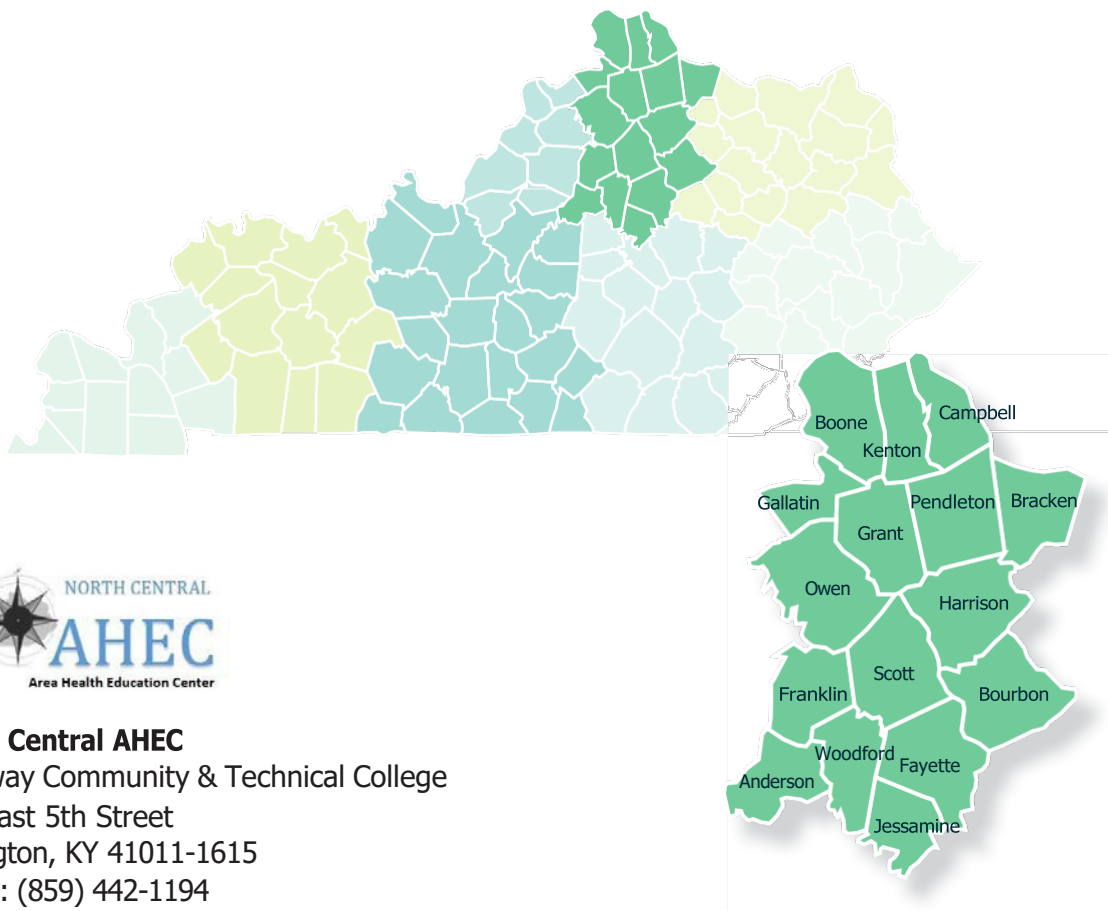 Campbell
Boone
Kenton
Gallatin
Pendleton
Bracken
Grant
Owen
Harrison
Scott
Franklin
Bourbon
Woodford
Fayette
Anderson
Jessamine
NORTH CENTRAL
AHEC
Area Health Education Center
Central AHEC
way Community & Technical College
ast 5th Street
gton, KY 41011-1615
: (859) 442-1194